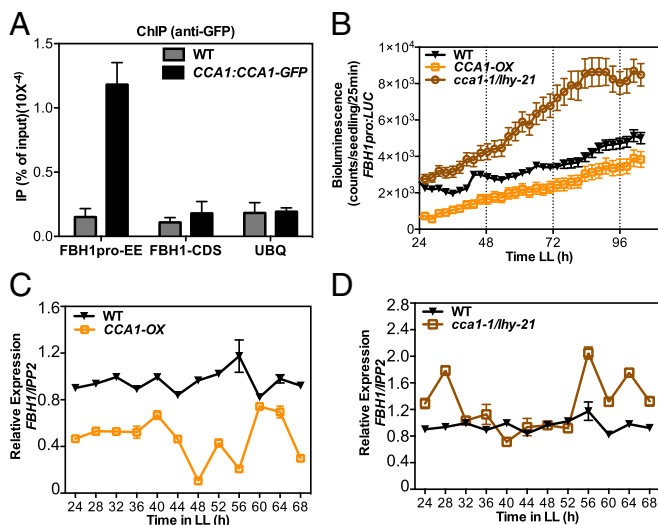 A
ChIP (anti-GFP)
WT
CCA1:CCA1-GFP
IP (% of input)(10X-4)
1.5
1.0
0.5
0.0
FBH1pro-EE FBH1-CDS UBQ
B
WT
CCA1-OX
cca1-1/lhy-21
Bioluminescence
(counts/seedling/25min)
FBH1pro:LUC
1×10⁴
8×10³
6×10³
4×10³
2×10³
0
24 48 72 96
Time LL (h)
C
WT
CCA1-OX
Relative Expression
FBH1/IPP2
1.6
1.2
0.8
0.4
0
24 28 32 36 40 44 48 52 56 60 64 68
Time in LL (h)
D
WT
cca1-1/lhy-21
Relative Expression
FBH1/IPP2
2.8
2.4
2.0
1.6
1.2
0.8
0.4
0
24 28 32 36 40 44 48 52 56 60 64 68
Time in LL (h)